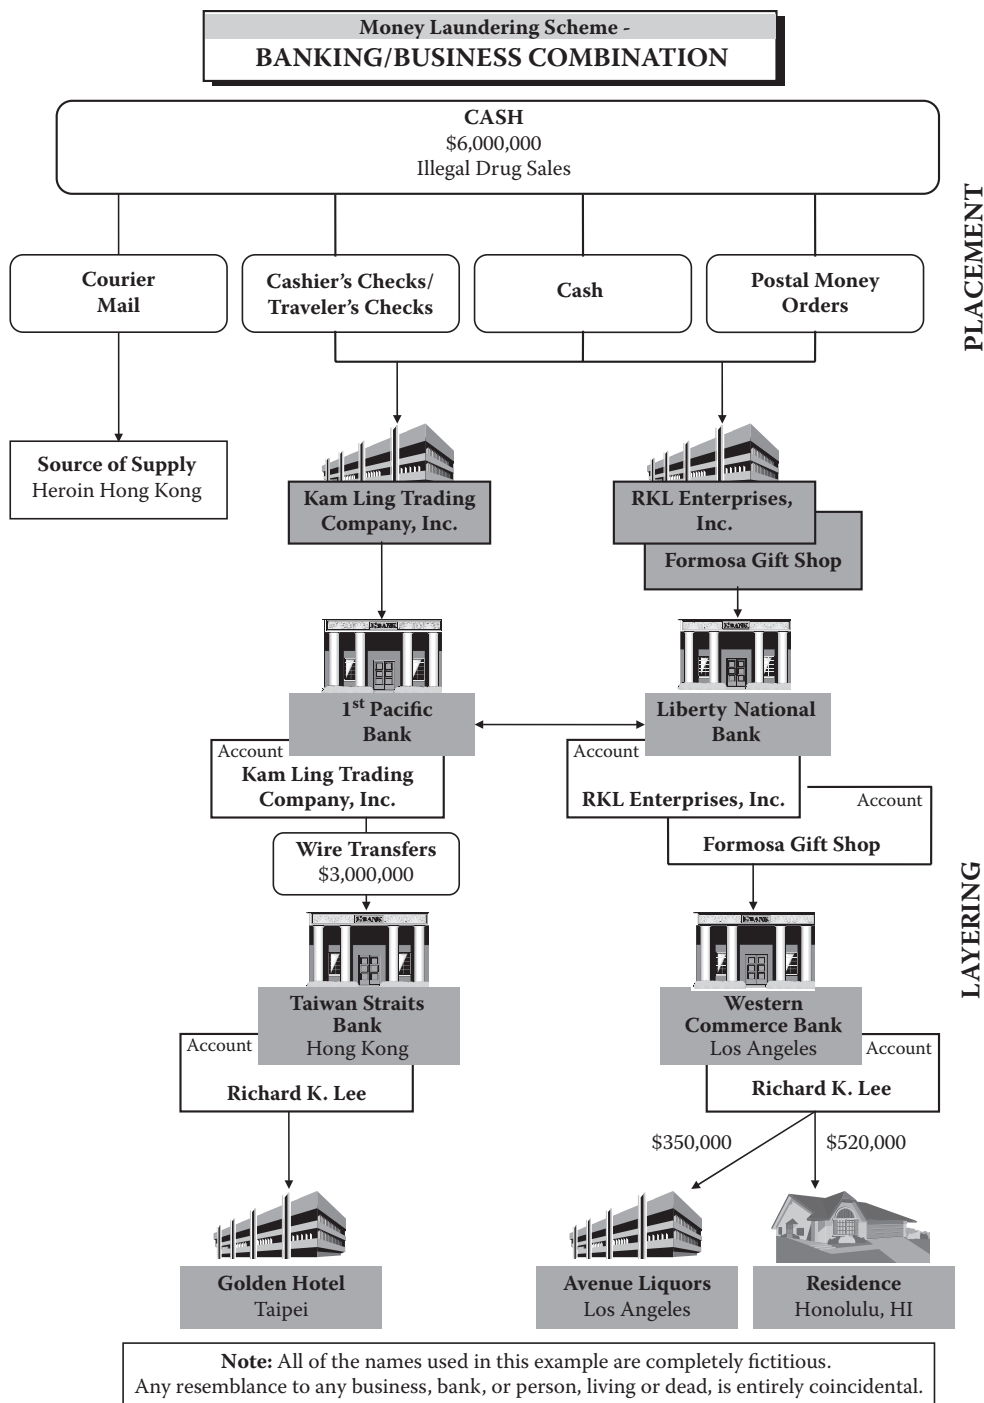 Money Laundering Scheme -
BANKING/BUSINESS COMBINATION
CASH
$6,000,000
Illegal Drug Sales
PLACEMENT
Courier
Mail
Cashier’s Checks/
Traveler’s Checks
Cash
Postal Money
Orders
Source of Supply
Heroin Hong Kong
Kam Ling Trading
Company, Inc.
RKL Enterprises,
Inc.
Formosa Gift Shop
BANK
1st Pacific
Bank
Account
Kam Ling Trading
Company, Inc.
BANK
Liberty National
Bank
Account
RKL Enterprises, Inc.
Account
Formosa Gift Shop
Wire Transfers
$3,000,000
LAYERING
BANK
Taiwan Straits
Bank
Hong Kong
Account
Richard K. Lee
BANK
Western
Commerce Bank
Los Angeles
Account
Richard K. Lee
$350,000
$520,000
Golden Hotel
Taipei
Avenue Liquors
Los Angeles
Residence
Honolulu, HI
Note: All of the names used in this example are completely fictitious.
Any resemblance to any business, bank, or person, living or dead, is entirely coincidental.